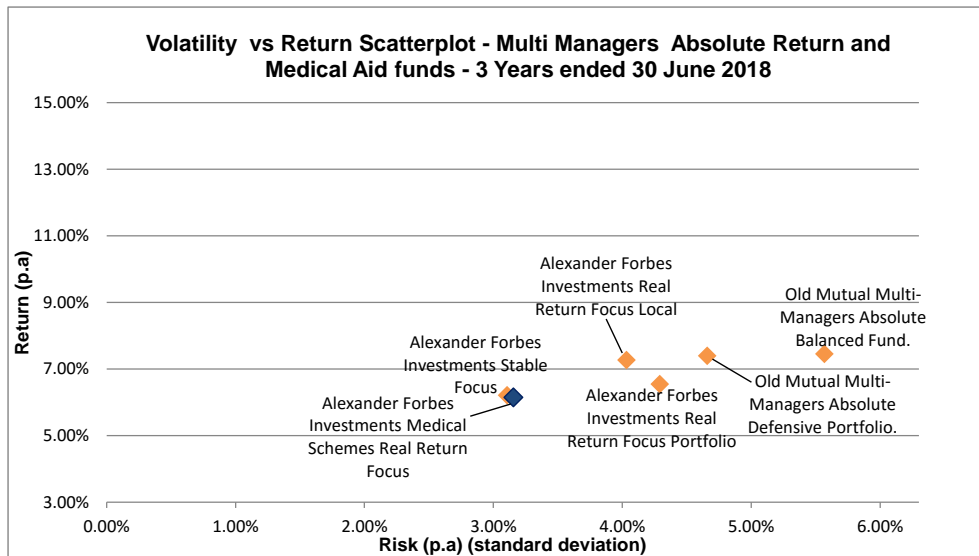 Volatility  vs Return Scatterplot - Multi Managers  Absolute Return and
Medical Aid funds - 3 Years ended 30 June 2018
Return (p.a)
15.00%
13.00%
11.00%
9.00%
7.00%
5.00%
3.00%
Alexander Forbes
Investments Real
Return Focus Local
Old Mutual Multi-
Managers Absolute
Balanced Fund.
Alexander Forbes
Investments Stable
Focus
Alexander Forbes
Investments Medical
Schemes Real Return
Focus
Alexander Forbes
Investments Real
Return Focus Portfolio
Old Mutual Multi-
Managers Absolute
Defensive Portfolio.
0.00% 1.00% 2.00% 3.00% 4.00% 5.00% 6.00%
Risk (p.a) (standard deviation)